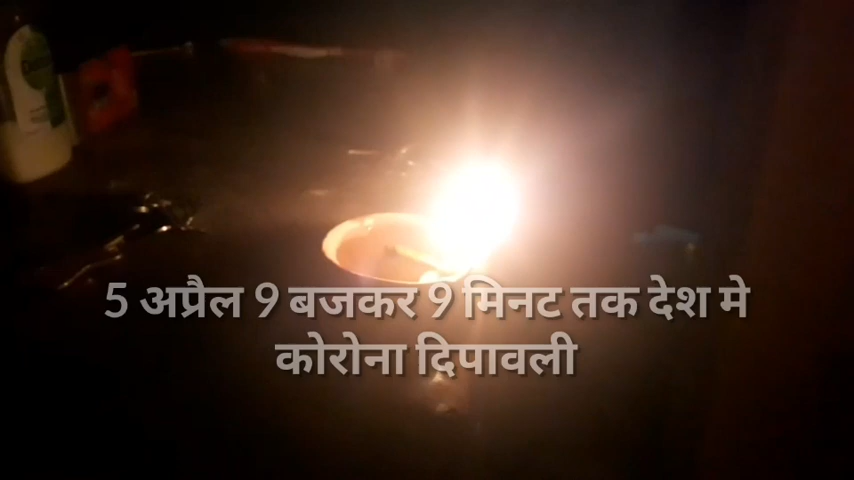 5 अप्रैल 9 बजकर 9 मिनट तक देश मे
कोरोना दिपावली